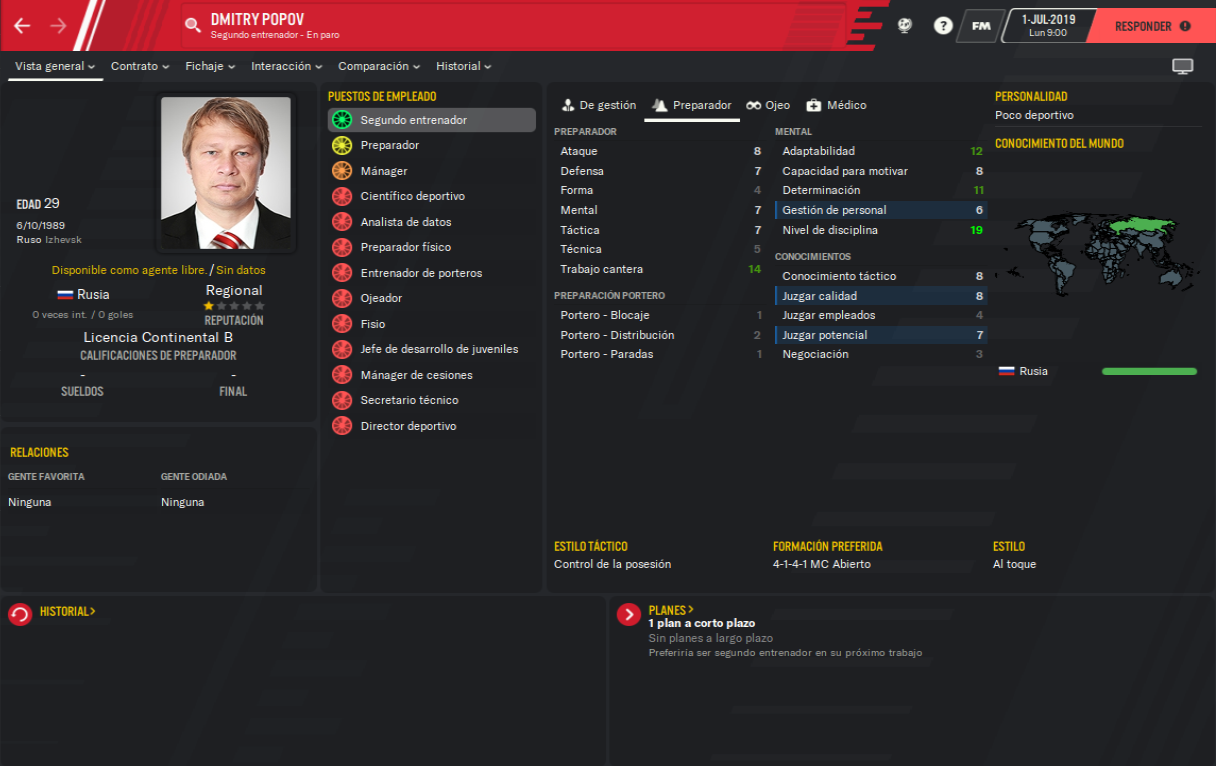 DMITRY POPOV
Segundo entrenador - En paro
?
FM
1-JUL-2019
Lun 9:00
RESPONDER
Vista general
Contrato
Fichaje
Interacción
Comparación
Historial
EDAD 29
6/10/1989
Ruso Izhevsk
Disponible como agente libre. / Sin datos
Rusia
0 veces int. / 0 goles
Regional
REPUTACIÓN
Licencia Continental B
CALIFICACIONES DE PREPARADOR
-
SUELDOS
-
FINAL
RELACIONES
GENTE FAVORITA
Ninguna
GENTE ODIADA
Ninguna
PUESTOS DE EMPLEADO
Segundo entrenador
Preparador
Mánager
Científico deportivo
Analista de datos
Preparador físico
Entrenador de porteros
Ojeador
Fisio
Jefe de desarrollo de juveniles
Mánager de cesiones
Secretario técnico
Director deportivo
De gestión
Preparador
Ojeo
Médico
PREPARADOR
Ataque 8
Defensa 7
Forma 4
Mental 7
Táctica 7
Técnica 5
Trabajo cantera 14
PREPARACIÓN PORTERO
Portero - Blocaje 1
Portero - Distribución 2
Portero - Paradas 1
MENTAL
Adaptabilidad 12
Capacidad para motivar 8
Determinación 11
Gestión de personal 6
Nivel de disciplina 19
CONOCIMIENTOS
Conocimiento táctico 8
Juzgar calidad 8
Juzgar empleados 4
Juzgar potencial 7
Negociación 3
PERSONALIDAD
Poco deportivo
CONOCIMIENTO DEL MUNDO
Rusia
ESTILO TÁCTICO
Control de la posesión
FORMACIÓN PREFERIDA
4-1-4-1 MC Abierto
ESTILO
Al toque
HISTORIAL >
PLANES >
1 plan a corto plazo
Sin planes a largo plazo
Preferiría ser segundo entrenador en su próximo trabajo